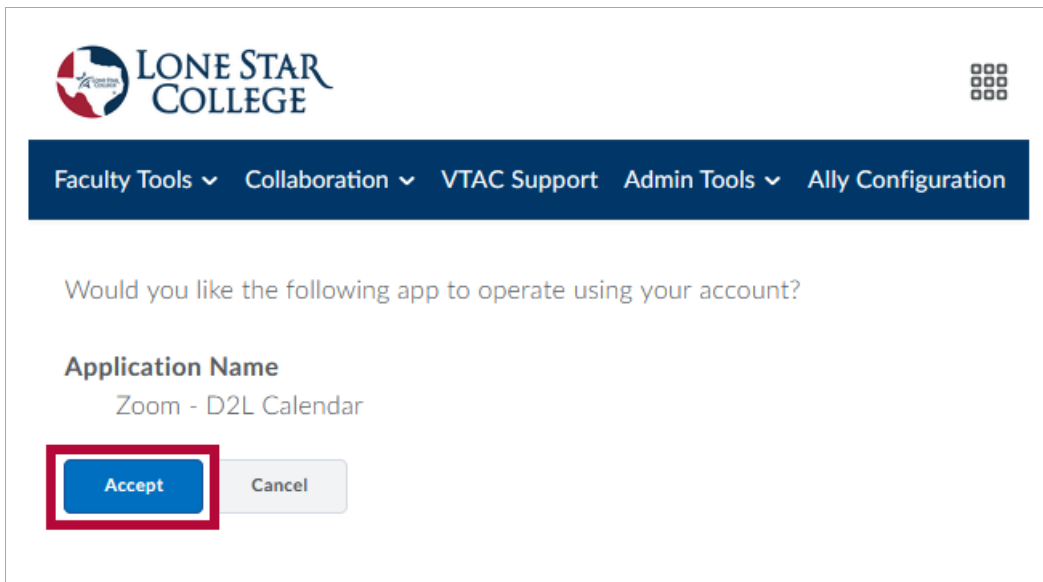 LONE STAR
COLLEGE
Faculty Tools Collaboration VTAC Support Admin Tools Ally Configuration
Would you like the following app to operate using your account?
Application Name
Zoom - D2L Calendar
Accept Cancel